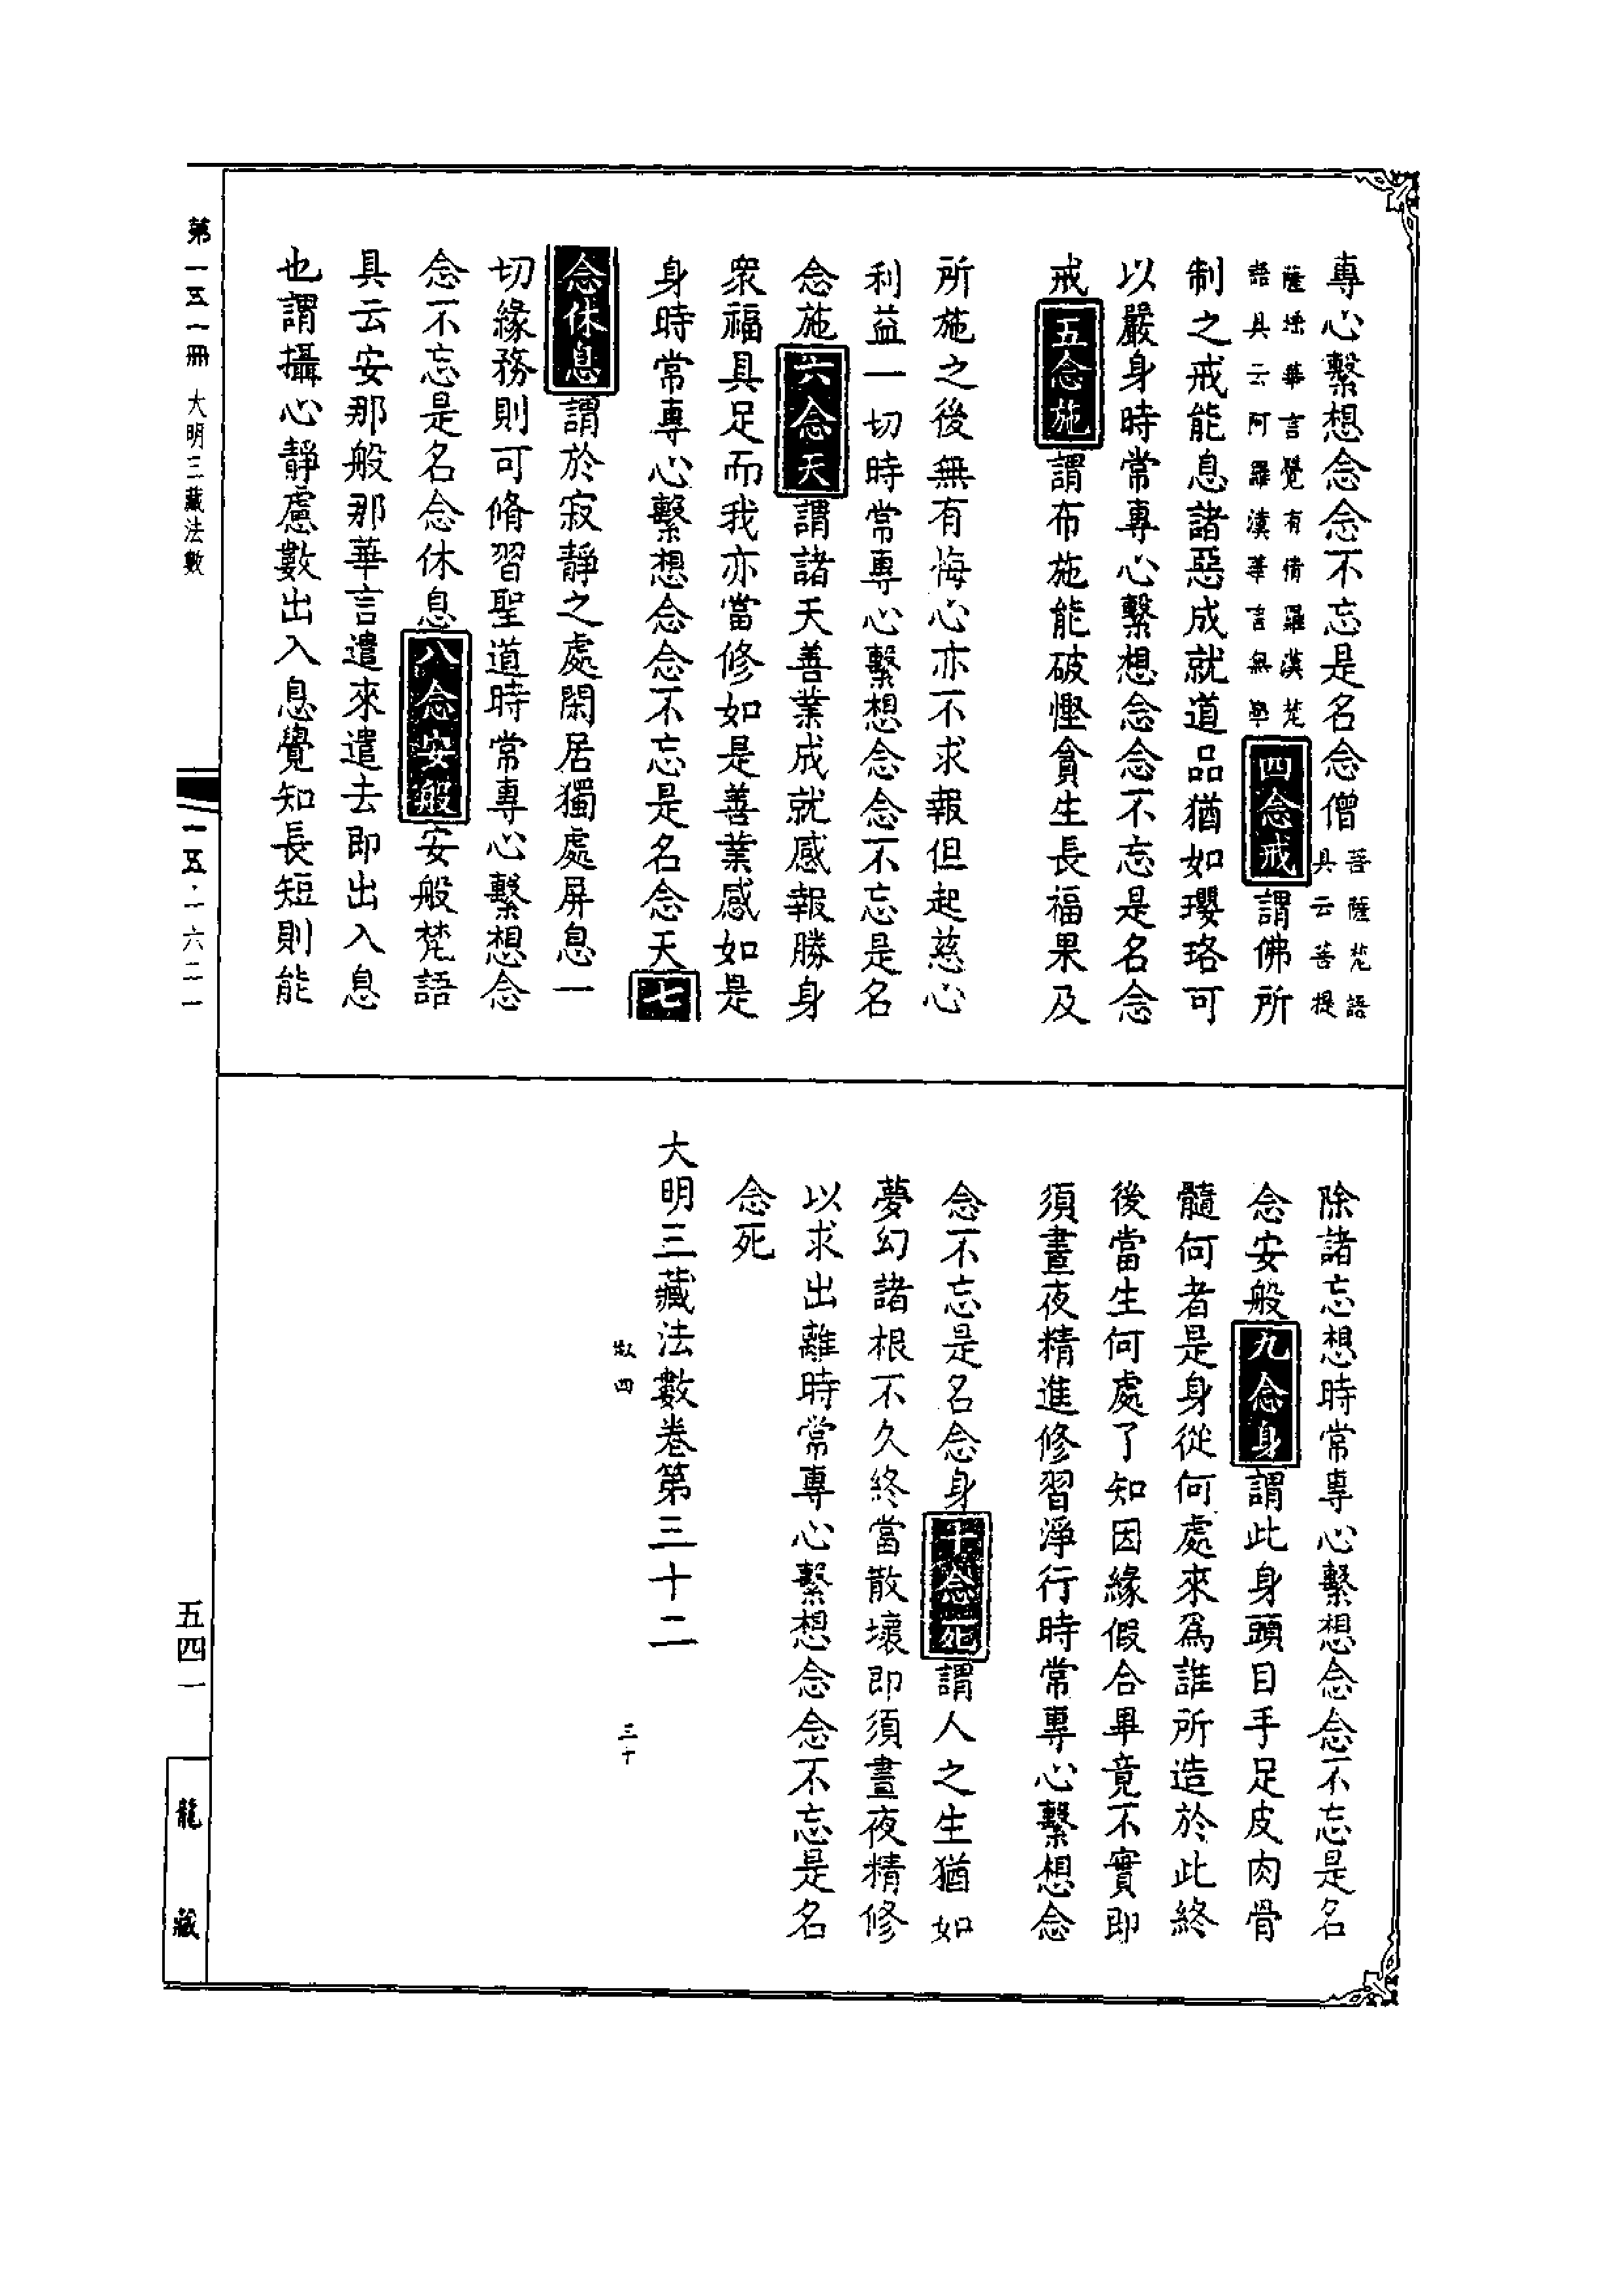 專心繫想念念不忘是名念僧菩薩梵語具云菩提
薩埵華言覺有情羅漢梵語具云阿羅漢華言無學四念戒謂佛所
制之戒能息諸惡成就道品猶如瓔珞可
以嚴身時常專心繫想念念不忘是名念
戒五念施謂布施能破慳貪生長福果及
所施之後無有悔心亦不求報但起慈心
利益一切時常專心繫想念念不忘是名
念施六念天謂諸天善業成就感報勝身
眾福具足而我亦當修如是善業感如是
身時常專心繫想念念不忘是名念天七
念休息謂於寂靜之處閑居獨處屏息一
切緣務則可脩習聖道時常專心繫想念
念不忘是名念休息八念安般安般梵語
具云安那般那華言遣來遣去即出入息
也謂攝心靜慮數出入息覺知長短則能
除諸忘想時常專心繫想念念不忘是名
念安般九念身謂此身頭目手足皮肉骨
髓何者是身從何處來為誰所造於此終
後當生何處了知因緣假合畢竟不實即
須晝夜精進修習淨行時常專心繫想念
念不忘是名念身十念死謂人之生猶如
夢幻諸根不久終當散壞即須晝夜精修
以求出離時常專心繫想念念不忘是名
念死
大明三藏法數卷第三十二
四
三十
第一五一冊 大明三藏法數
一五·一六二一
五四一
龍藏